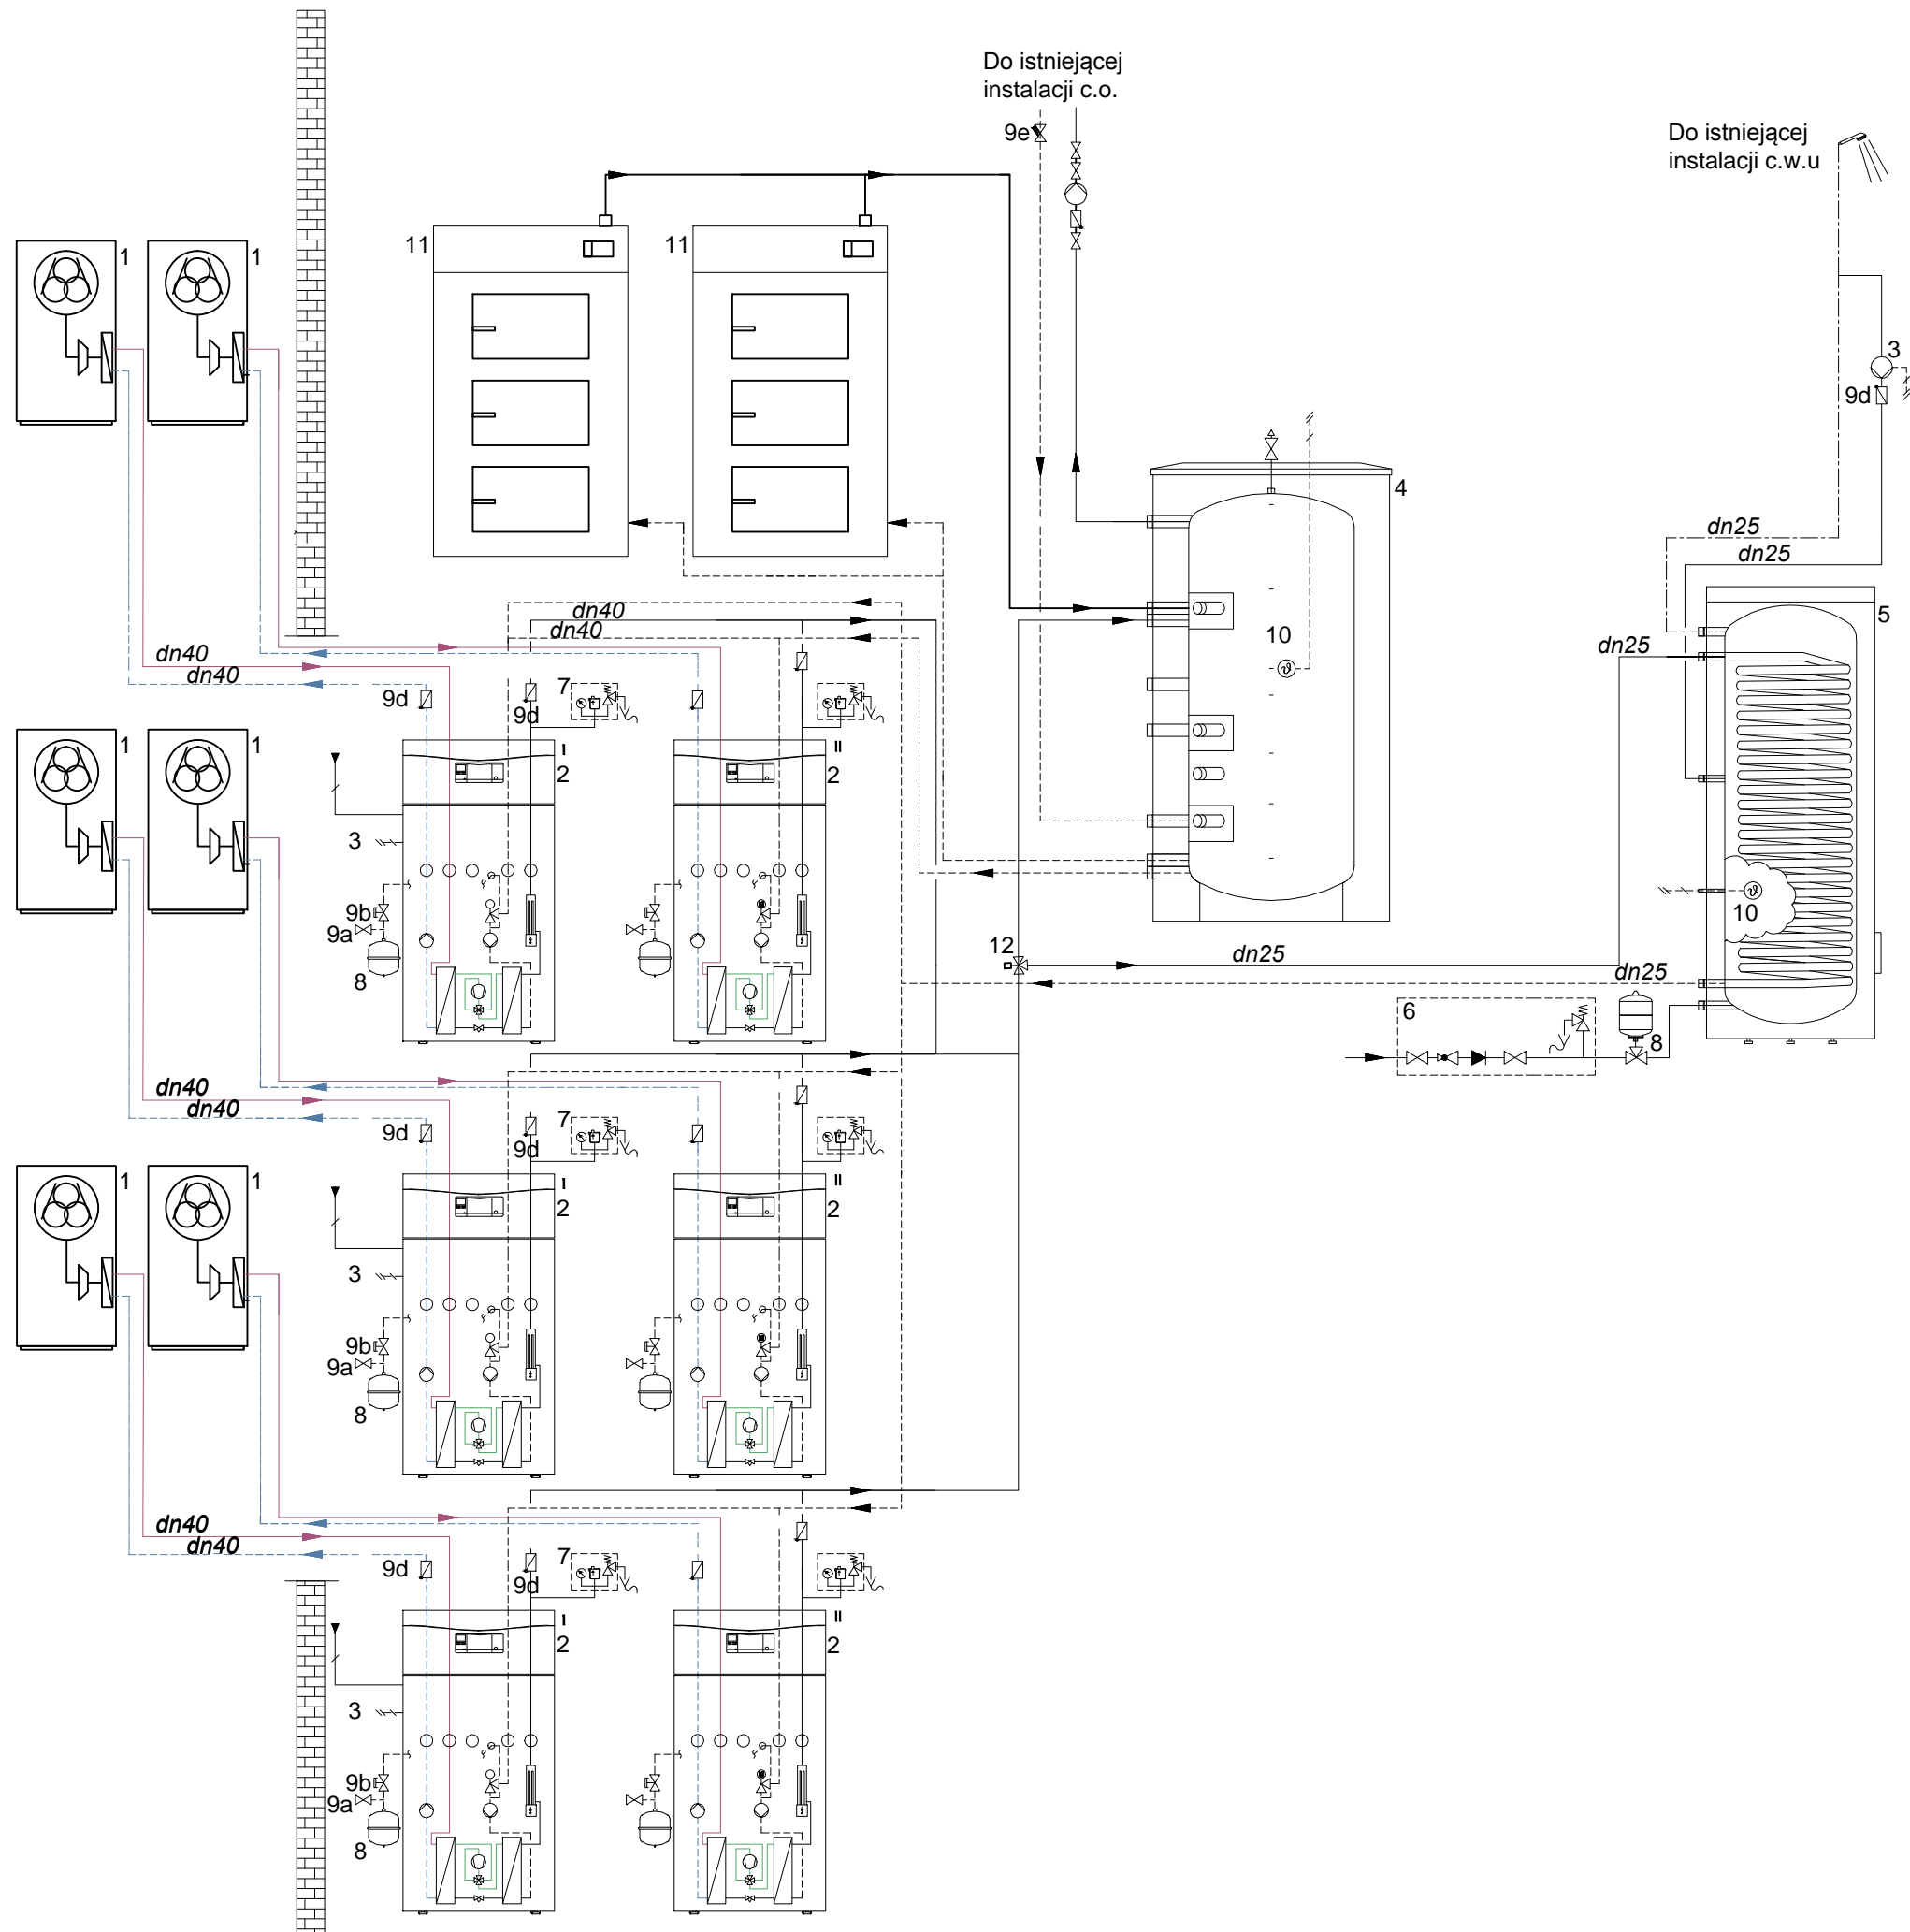 Do istniejącej
instalacji c.o.
9e
Do istniejącej
instalacji c.w.u
1
1
11
11
3
9d
4
dn25
dn25
5
10
dn25
dn40
dn40
dn40
dn40
9d
9d
7
I
2
II
2
1
1
3
9b
9a
8
12
dn25
dn25
10
6
8
dn40
dn40
9d
9d
7
I
2
II
2
1
1
3
9b
9a
8
dn40
dn40
9d
9d
7
I
2
II
2
3
9b
9a
8